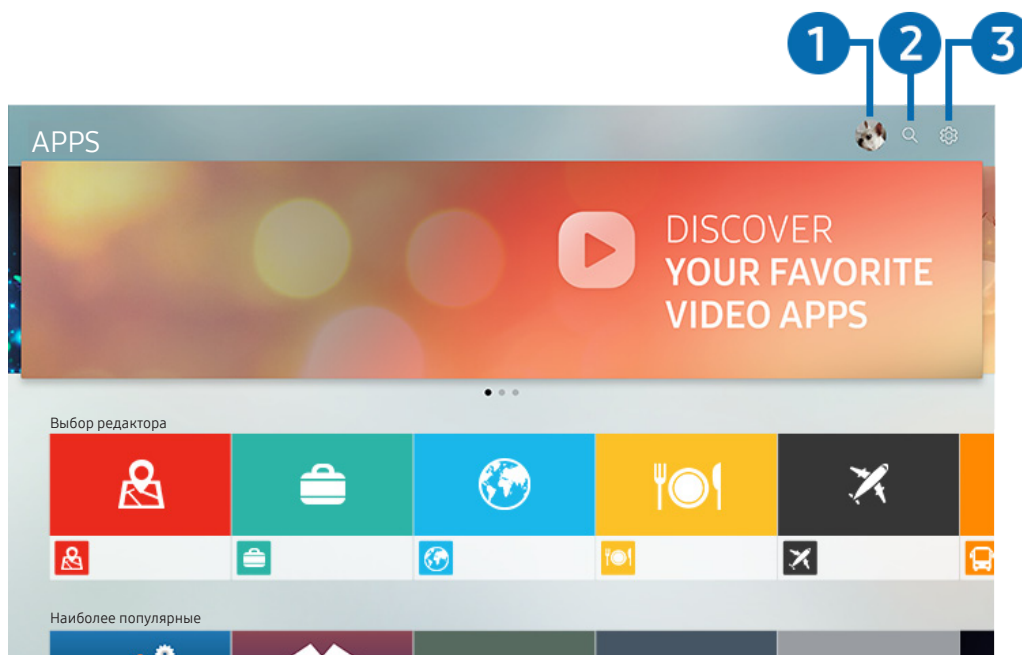 1 2 3
APPS
DISCOVER
YOUR FAVORITE
VIDEO APPS
Выбор редактора
Наиболее популярные